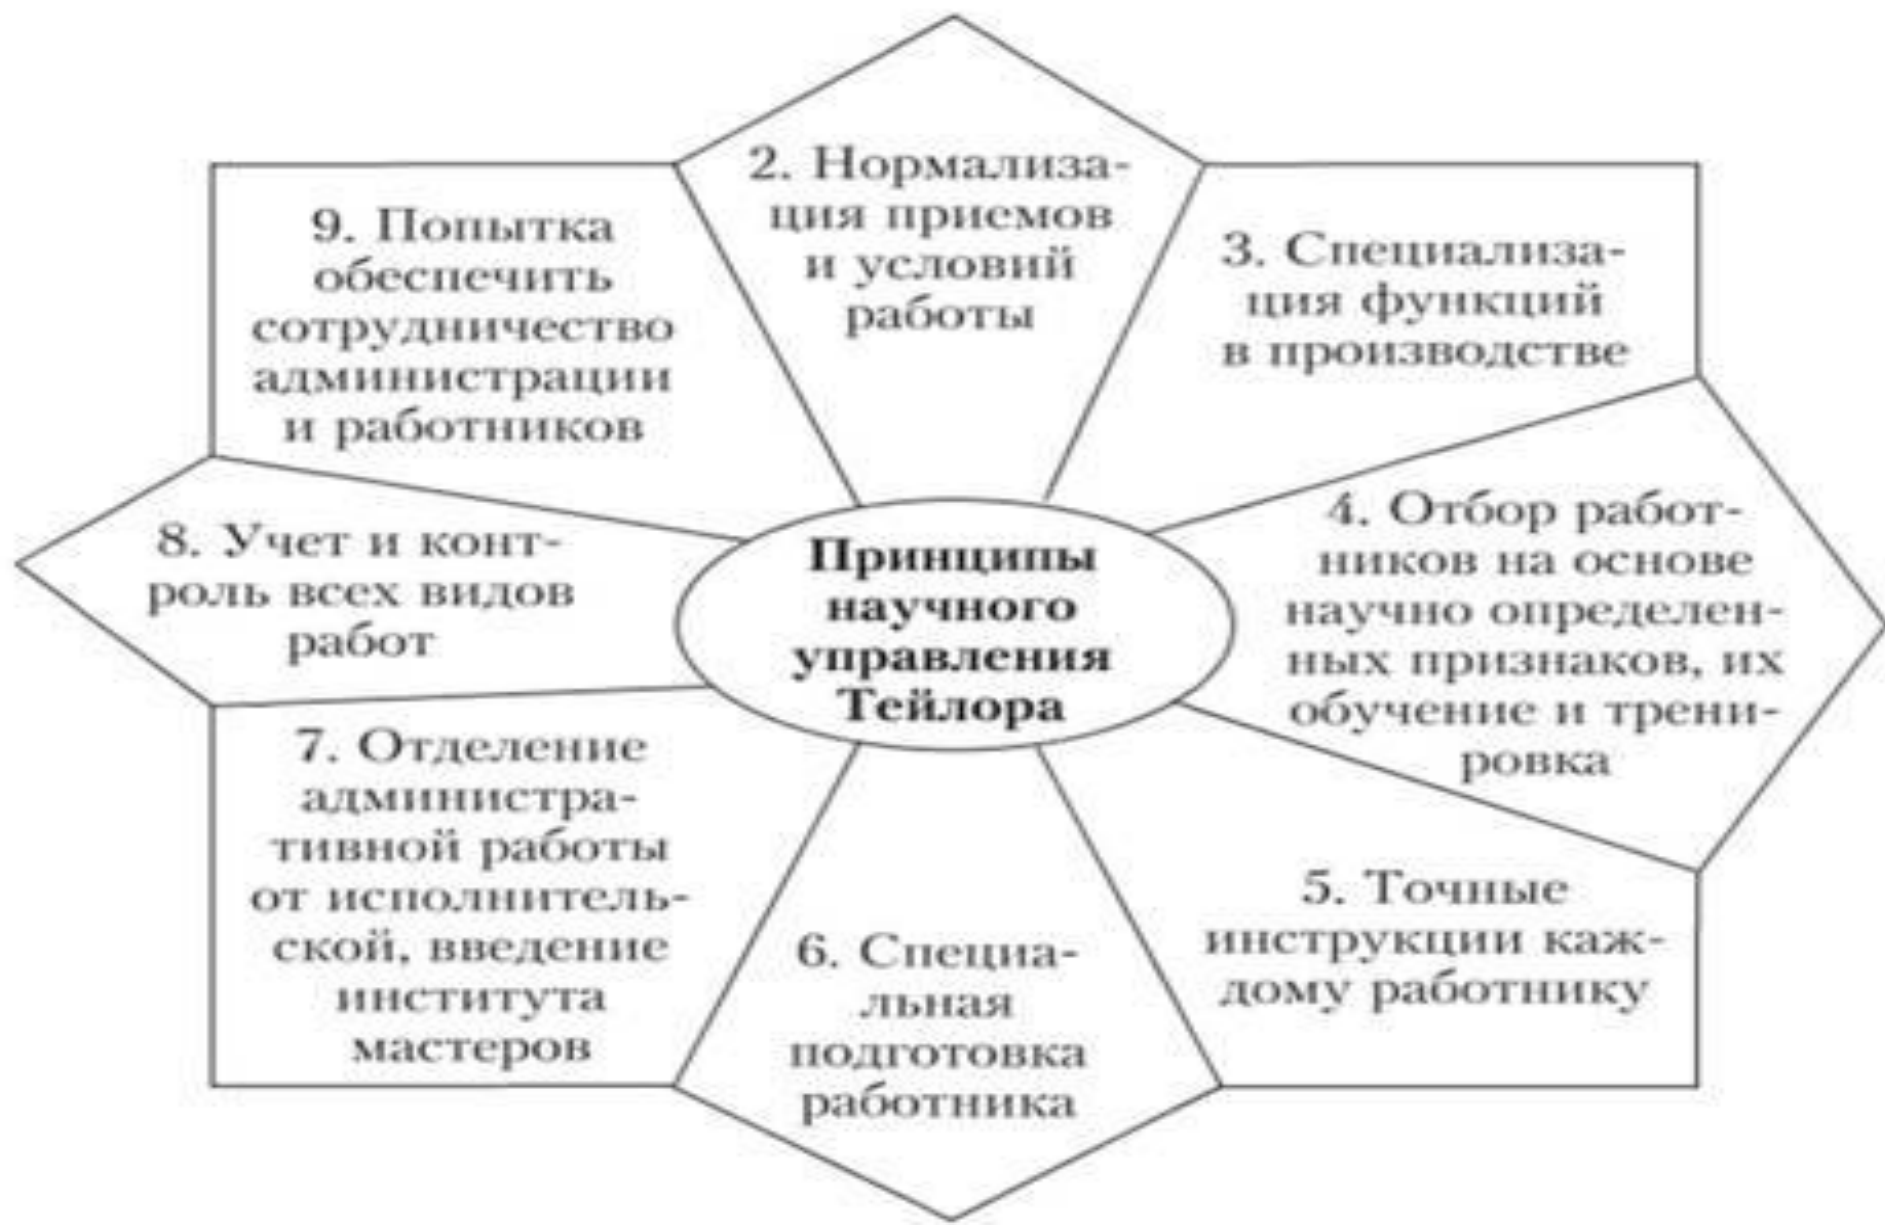 2. Нормализа-
ция приемов
и условий
работы
3. Специализа-
ция функций
в производстве
4. Отбор работ-
ников на основе
научно определен-
ных признаков, их
обучение и трени-
ровка
5. Точные
инструкции каж-
дому работнику
6. Специа-
льная
подготовка
работника
7. Отделение
административ-
тивной работы
от исполнитель-
ской, введение
института
мастеров
8. Учет и конт-
роль всех видов
работ
9. Попытка
обеспечить
сотрудничество
администрации
и работников
Принципы
научного
управления
Тейлора